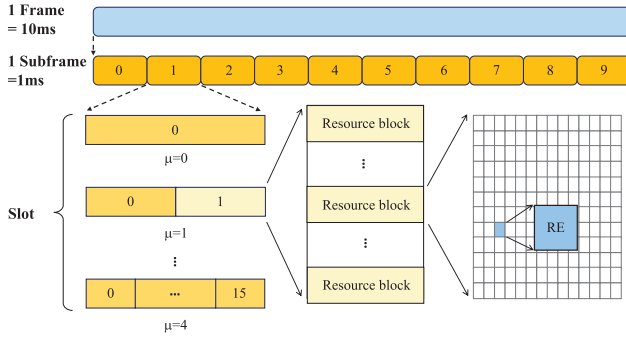 1 Frame
= 10ms
1 Subframe
=1ms
0 1 2 3 4 5 6 7 8 9
0
μ=0
Slot
0 1
μ=1
⋮
0 ... 15
μ=4
Resource block
⋮
Resource block
⋮
Resource block
RE